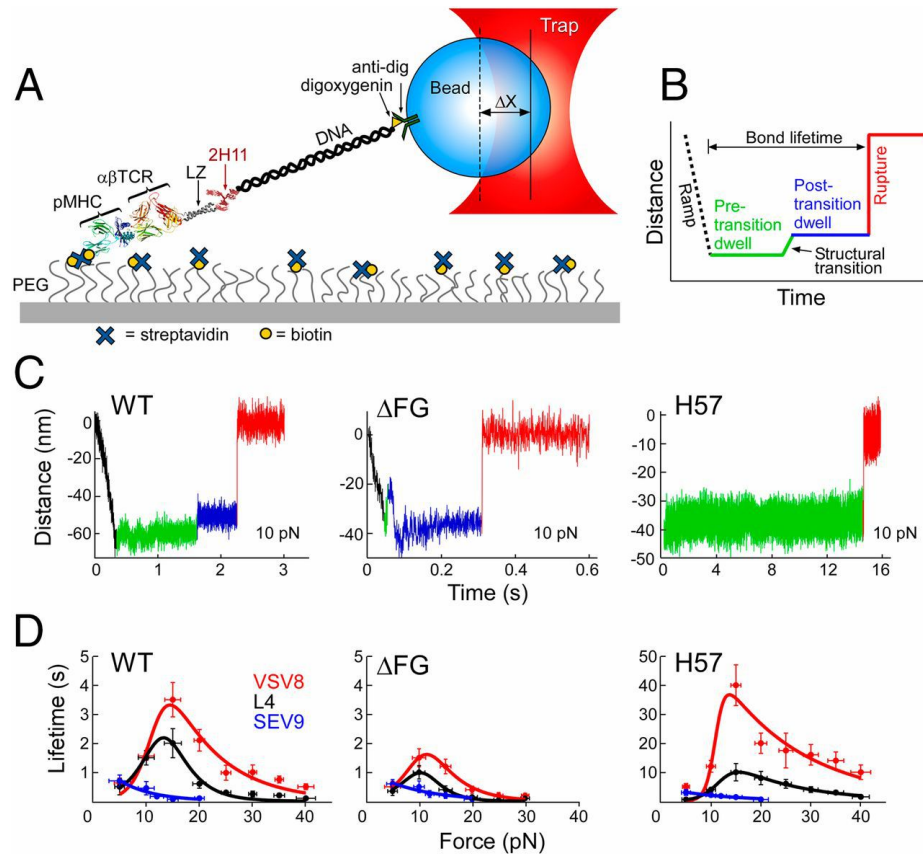 A
Trap
anti-dig
digoxygenin
Bead
ΔX
DNA
2H11
LZ
αβTCR
pMHC
PEG
= streptavidin
= biotin
B
Bond lifetime
Distance
Ramp
Pre-
transition
dwell
Post-
transition
dwell
Rupture
Structural
transition
Time
C
WT
ΔFG
H57
Distance (nm)
0
-20
-40
-60
10 pN
0 1 2 3
0
-20
-40
10 pN
0 0.2 0.4 0.6
0
-10
-20
-30
-40
-50
10 pN
0 4 8 12 16
Time (s)
D
WT
ΔFG
H57
Lifetime (s)
5
4
3
2
1
VSV8
L4
SEV9
0 10 20 30 40
5
4
3
2
1
0 10 20 30 40
50
40
30
20
10
0 10 20 30 40
Force (pN)